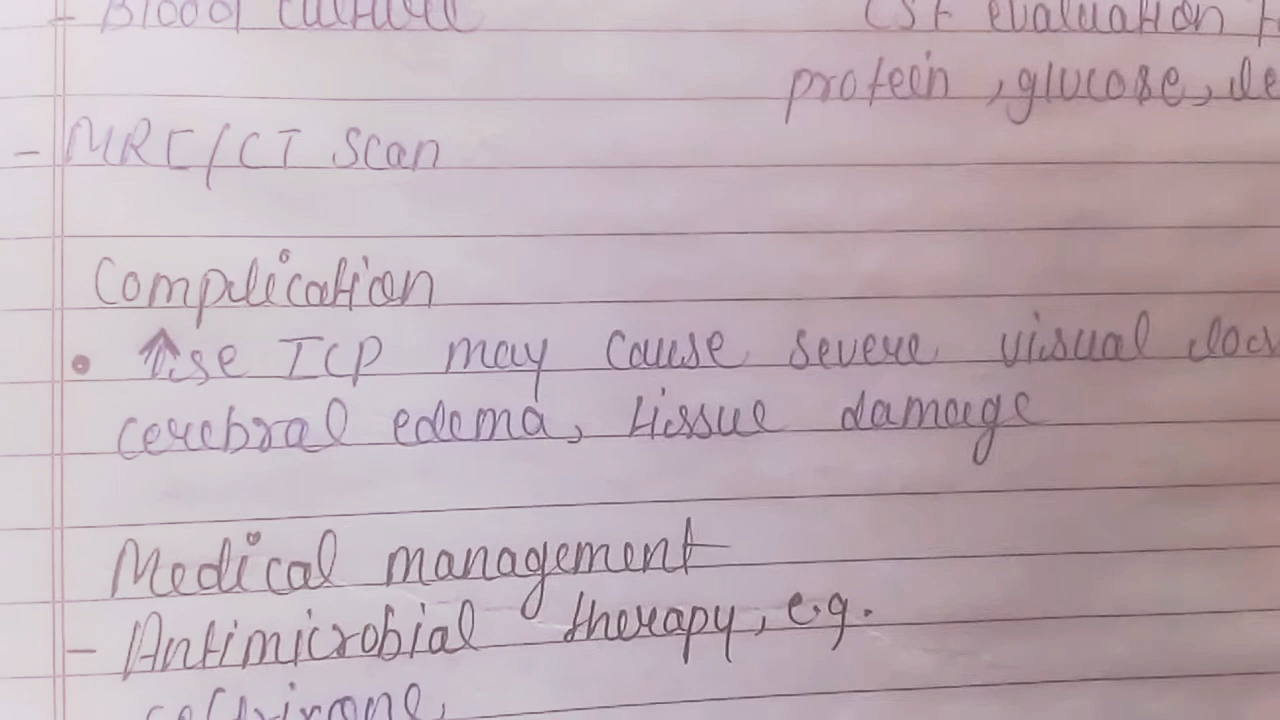 - Blood culture
CSF evaluation
protein, glucose,
- MRI/CT Scan
Complication
• ↑se ICP may cause severe visual
cerebral edema, tissue damage
Medical management
- Antimicrobial therapy, e.g.